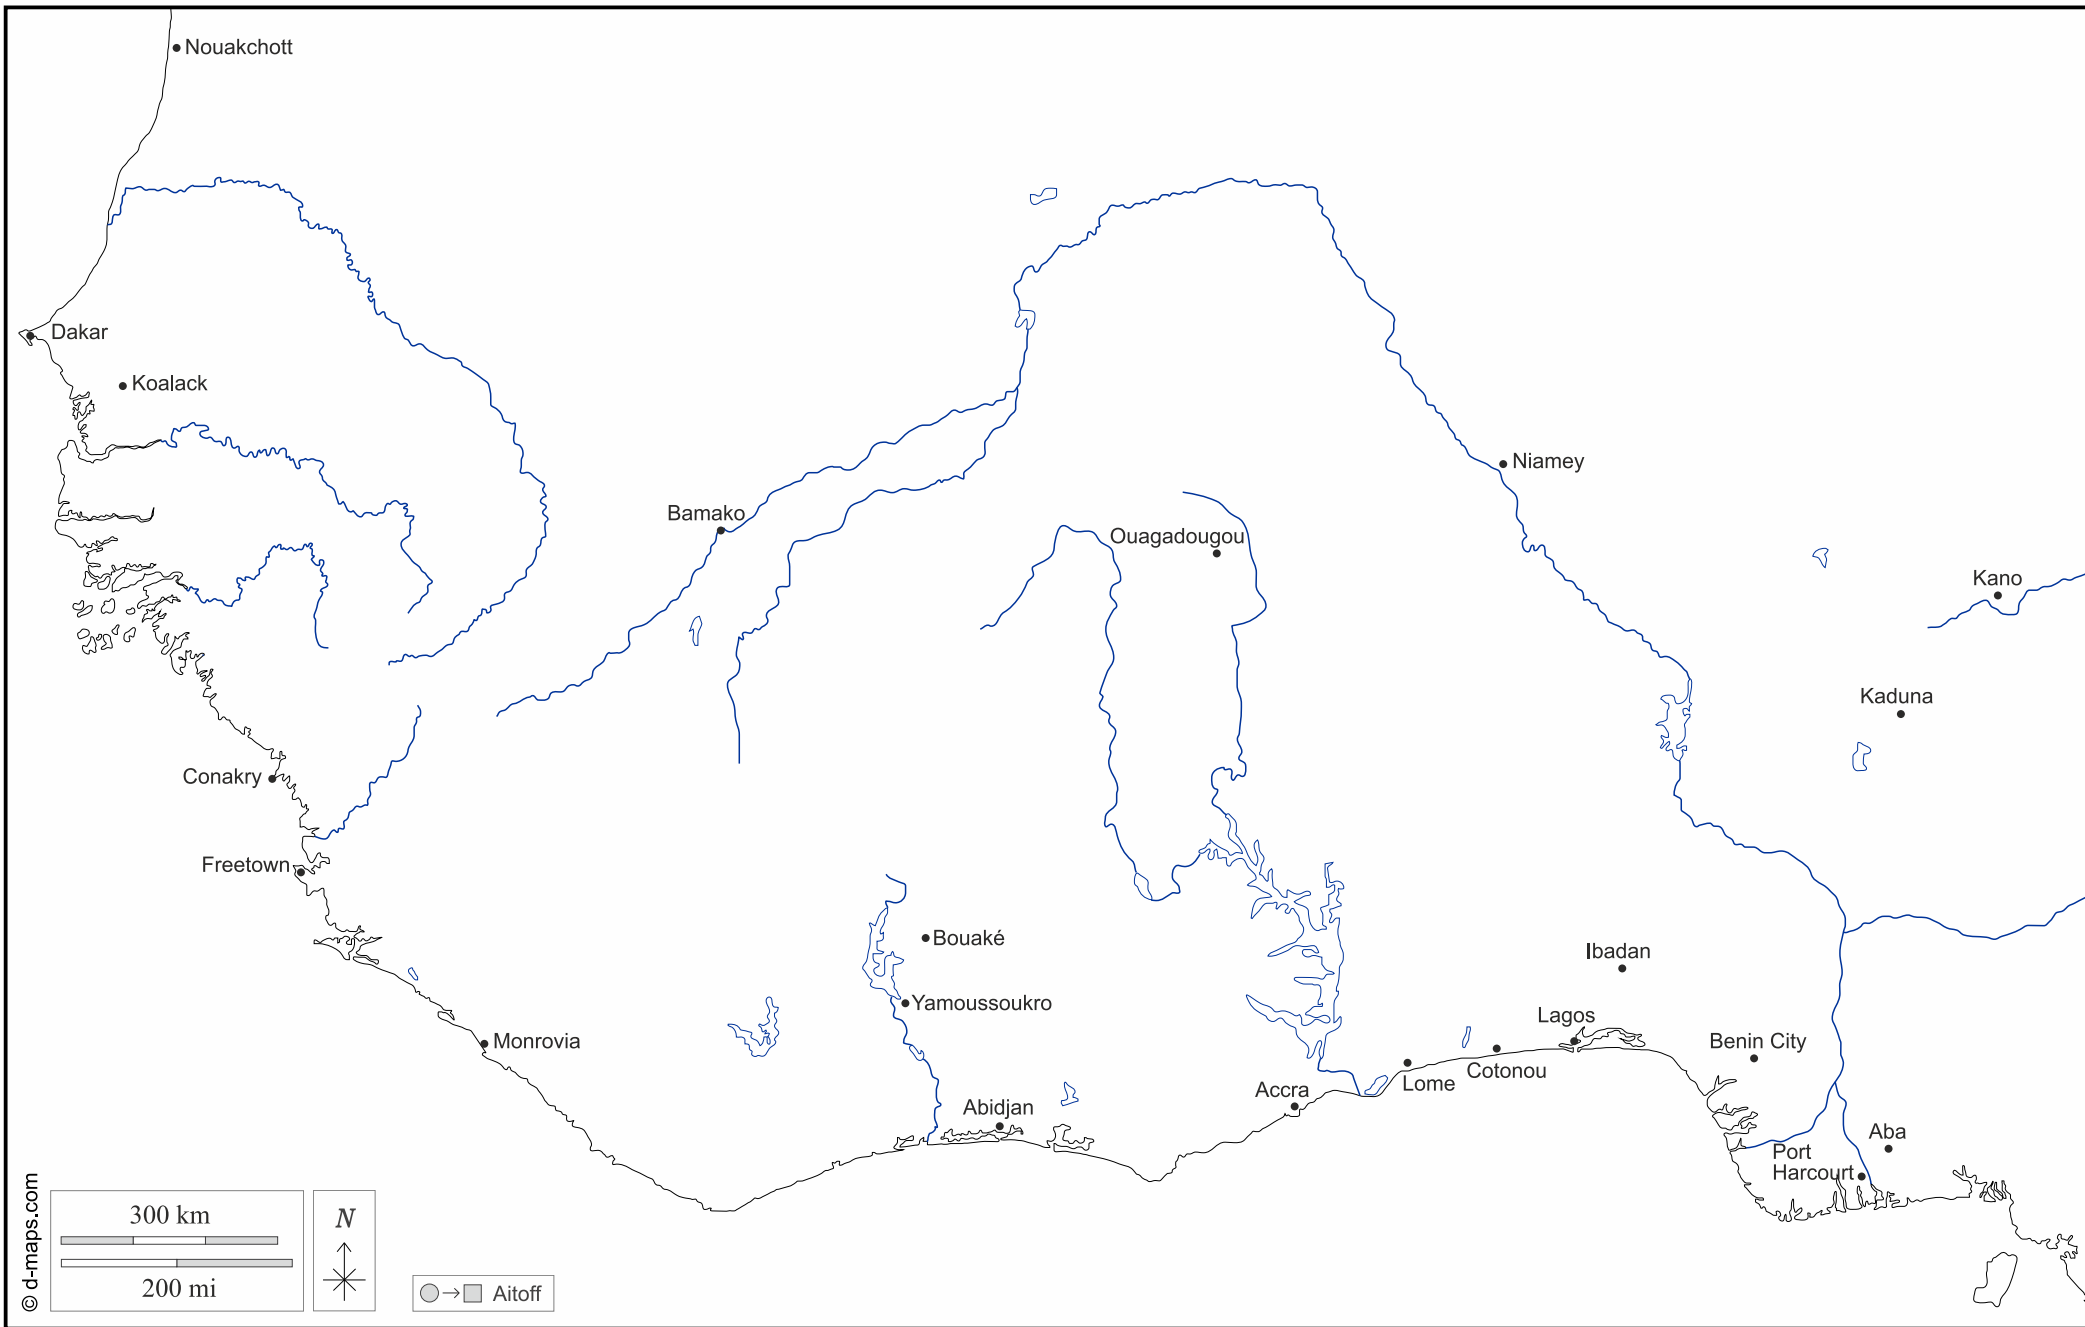 Nouakchott
Dakar
Koalack
Niamey
Bamako
Ouagadougou
Kano
Kaduna
Conakry
Freetown
Bouaké
Ibadan
Yamoussoukro
Lagos
Monrovia
Benin City
Cotonou
Lome
Accra
Abidjan
Aba
Port
Harcourt
© d-maps.com
300 km
200 mi
N
Aitoff